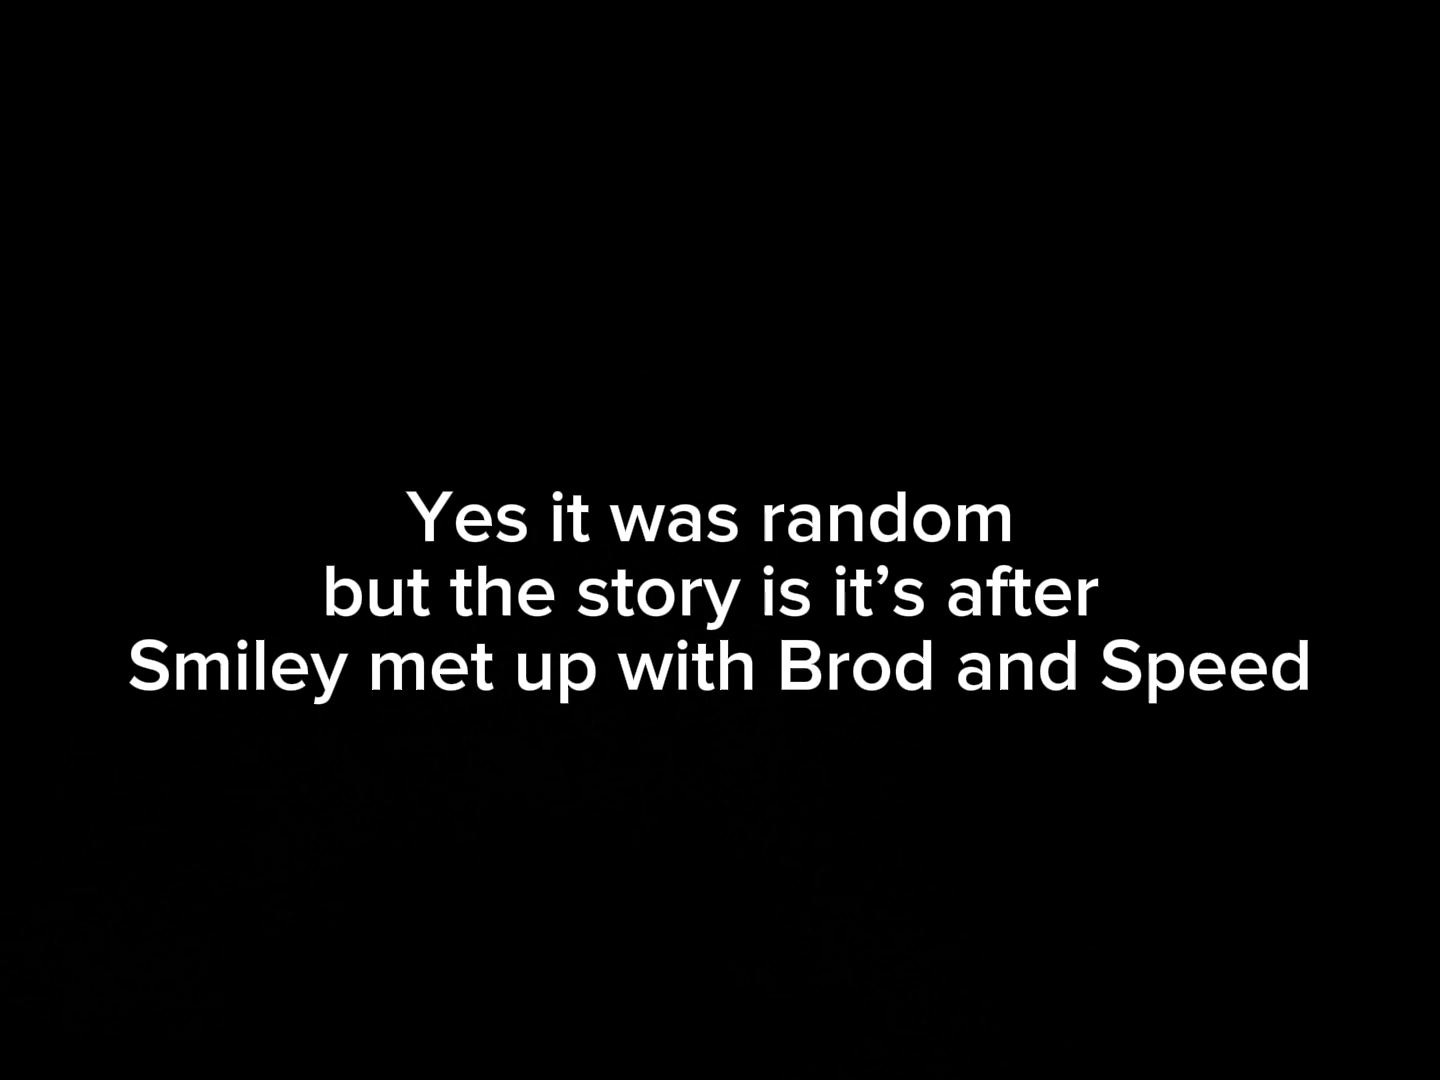 Yes it was random
but the story is it’s after
Smiley met up with Brod and Speed